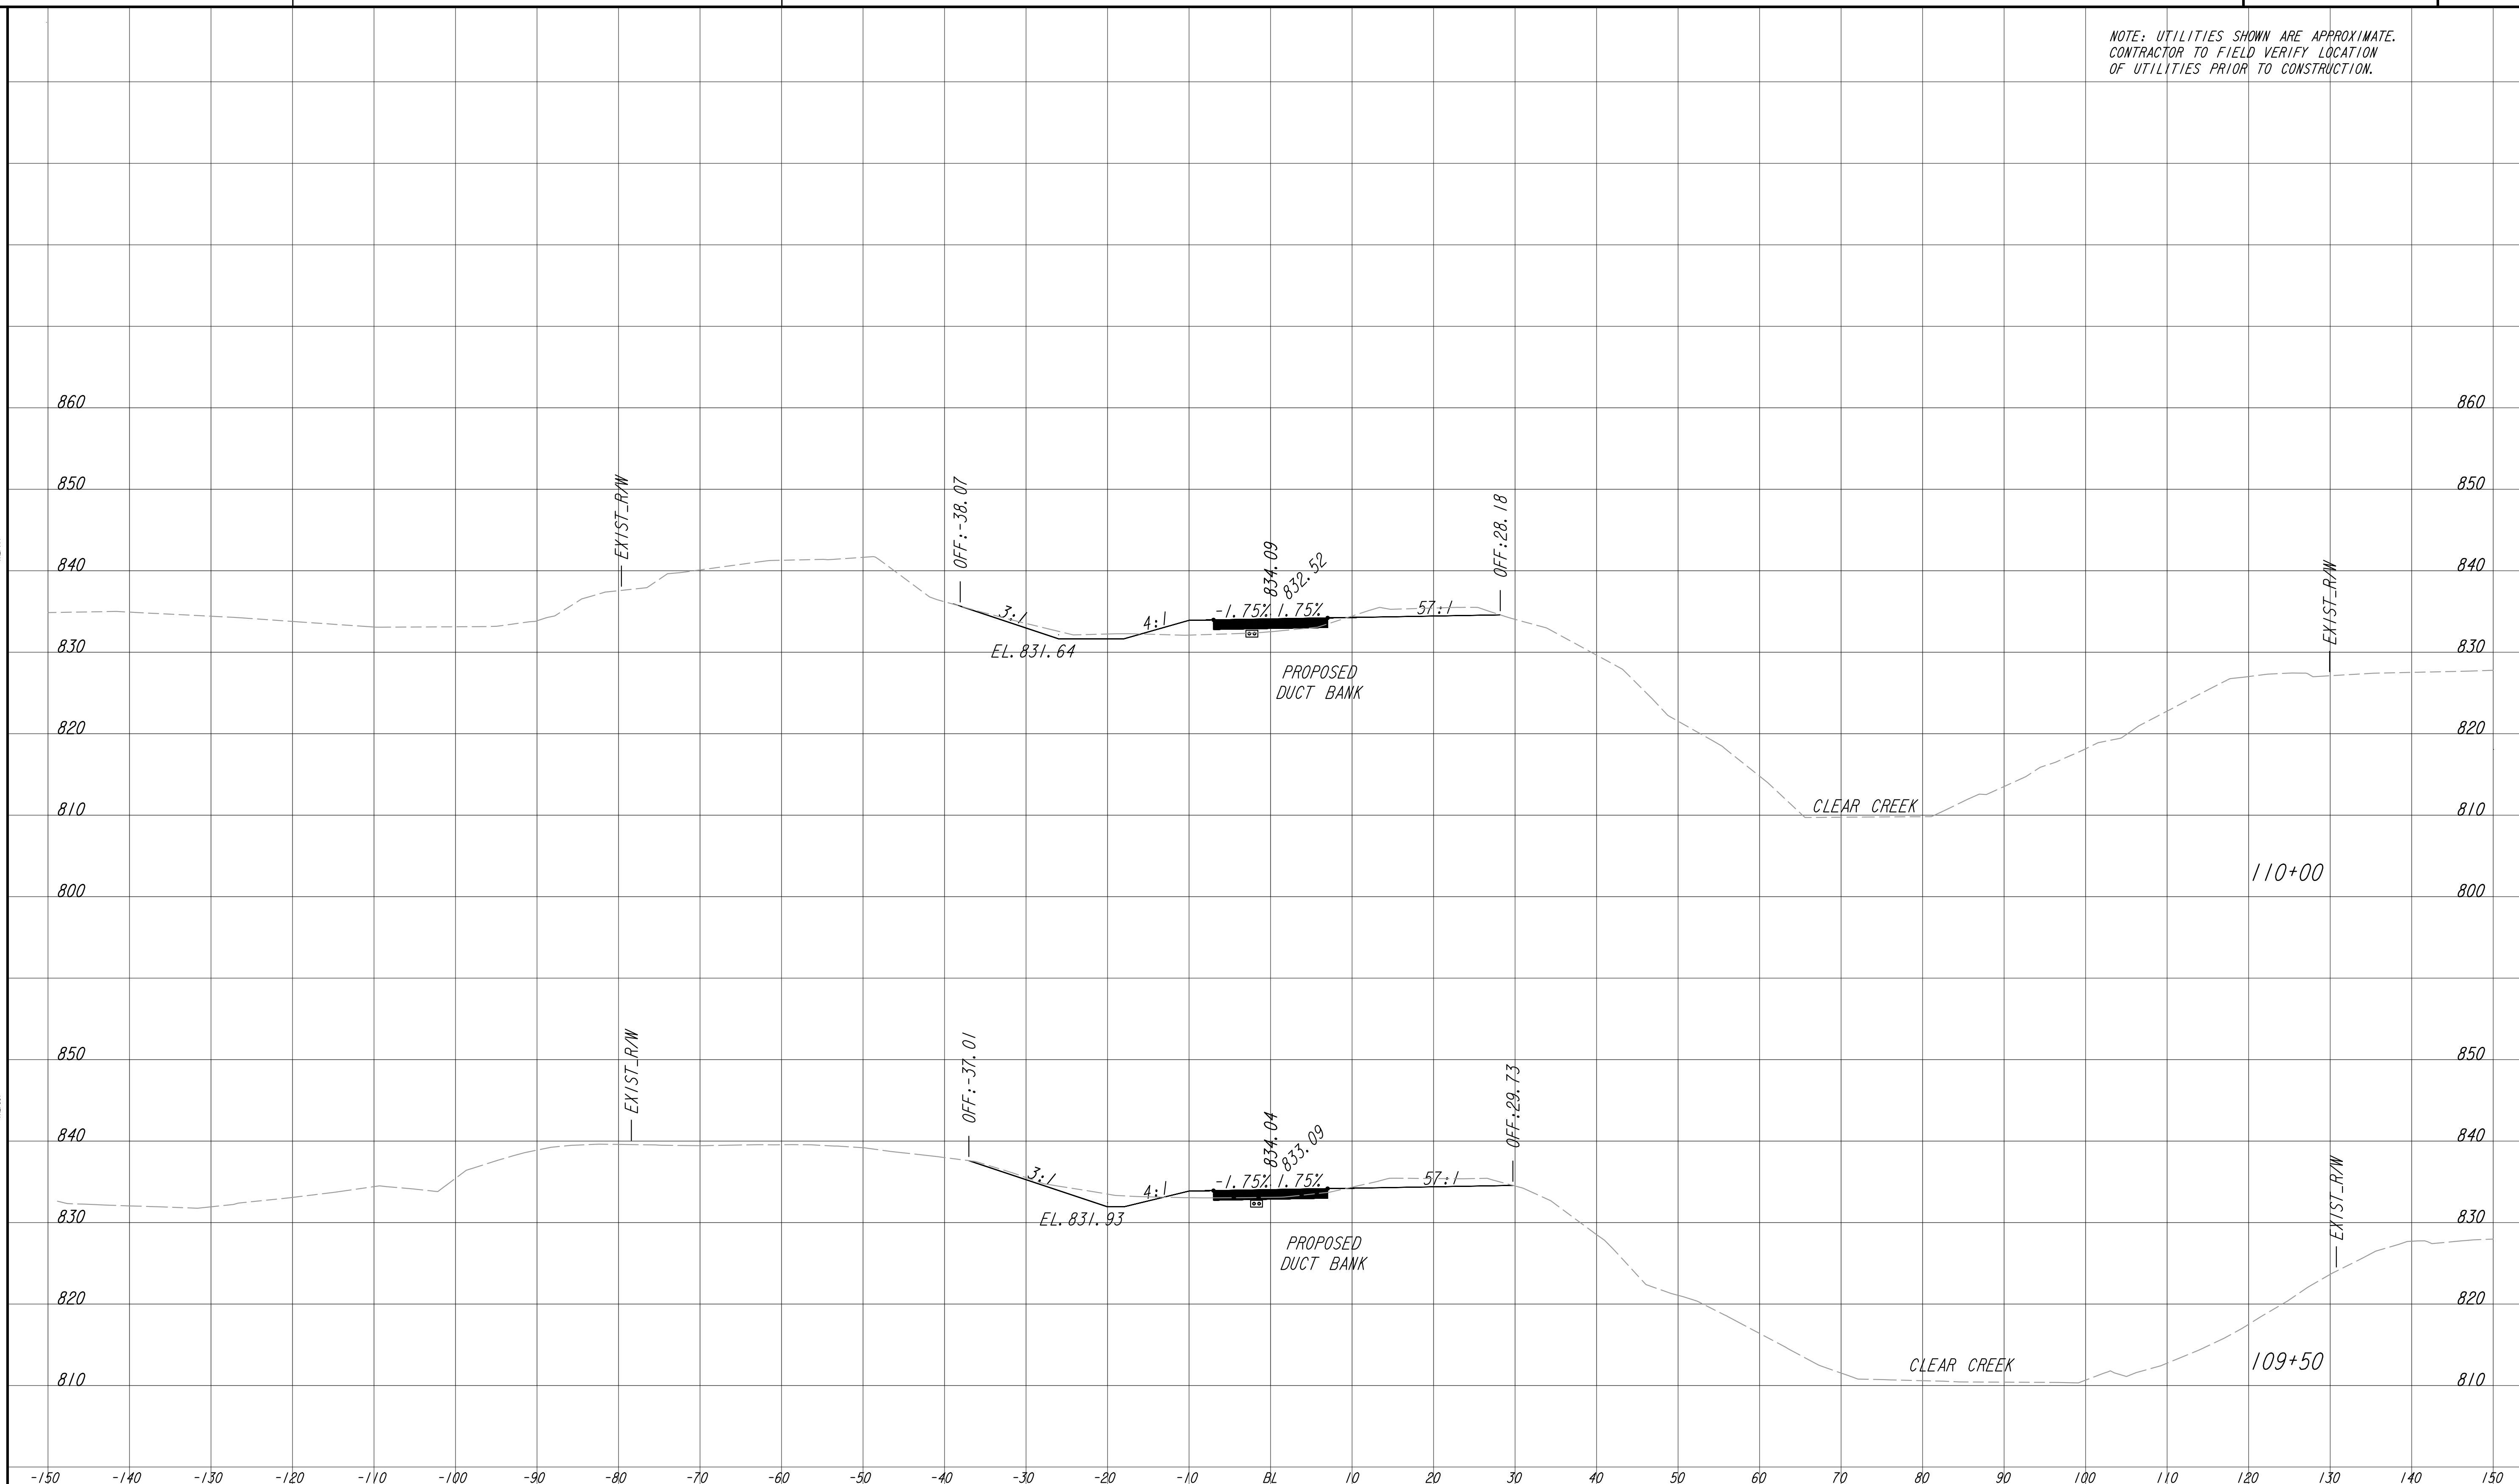 NOTE: UTILITIES SHOWN ARE APPROXIMATE.
CONTRACTOR TO FIELD VERIFY LOCATION
OF UTILITIES PRIOR TO CONSTRUCTION.
860 860
850 850
EXIST_R/W
OFF:-38.07
OFF:28.18
840 840
834.09
832.52
EXIST_R/W
3:1
4:1
-1.75% 1.75%
57:1
830 830
EL.831.64
PROPOSED
DUCT BANK
820 820
810 810
CLEAR CREEK
110+00
800 800
850 850
EXIST_R/W
OFF:-37.01
OFF:29.73
840 840
834.04
833.09
EXIST_R/W
3:1
4:1
-1.75% 1.75%
57:1
830 830
EL.831.93
PROPOSED
DUCT BANK
820 820
CLEAR CREEK
109+50
810 810
-150 -140 -130 -120 -110 -100 -90 -80 -70 -60 -50 -40 -30 -20 -10 BL 10 20 30 40 50 60 70 80 90 100 110 120 130 140 150